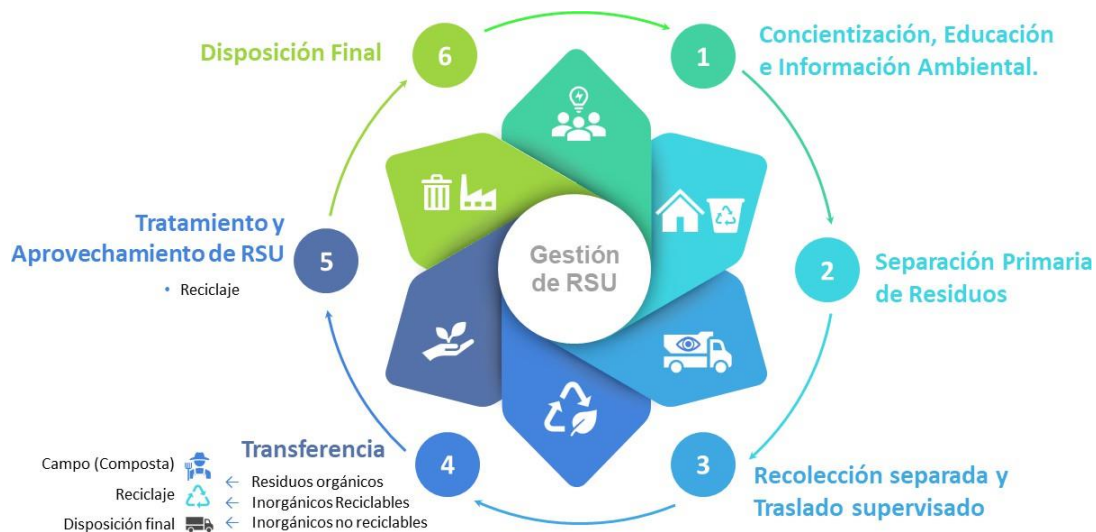 Disposición Final
6
1
Concientización, Educación
e Información Ambiental.
Tratamiento y
Aprovechamiento de RSU
• Reciclaje
5
Gestión
de RSU
2
Separación Primaria
de Residuos
Transferencia
4
Campo (Composta)
← Residuos orgánicos
Reciclaje
← Inorgánicos Reciclables
Disposición final
← Inorgánicos no reciclables
3
Recolección separada y
Traslado supervisado